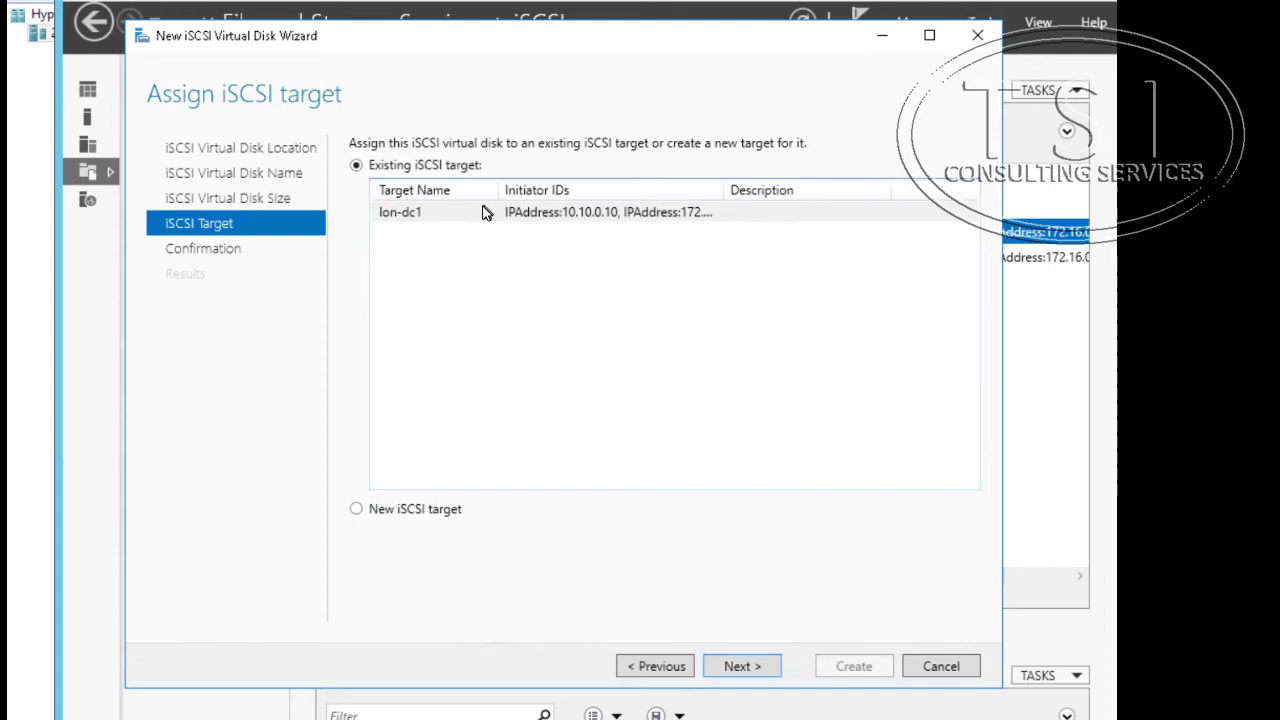 Hyp
View
Help
New iSCSI Virtual Disk Wizard
TASKS
TSI
CONSULTING SERVICES
Assign iSCSI target
iSCSI Virtual Disk Location
iSCSI Virtual Disk Name
iSCSI Virtual Disk Size
iSCSI Target
Confirmation
Results
Assign this iSCSI virtual disk to an existing iSCSI target or create a new target for it.
Existing iSCSI target:
Target Name Initiator IDs Description
lon-dc1 IPAddress:10.10.0.10, IPAddress:172....
Address:172.16.0
Address:172.16.0
New iSCSI target
< Previous Next > Create Cancel
TASKS
Filter